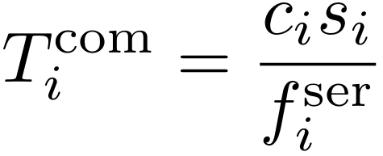 T_i^{com} = \frac{c_i s_i}{f_i^{ser}}